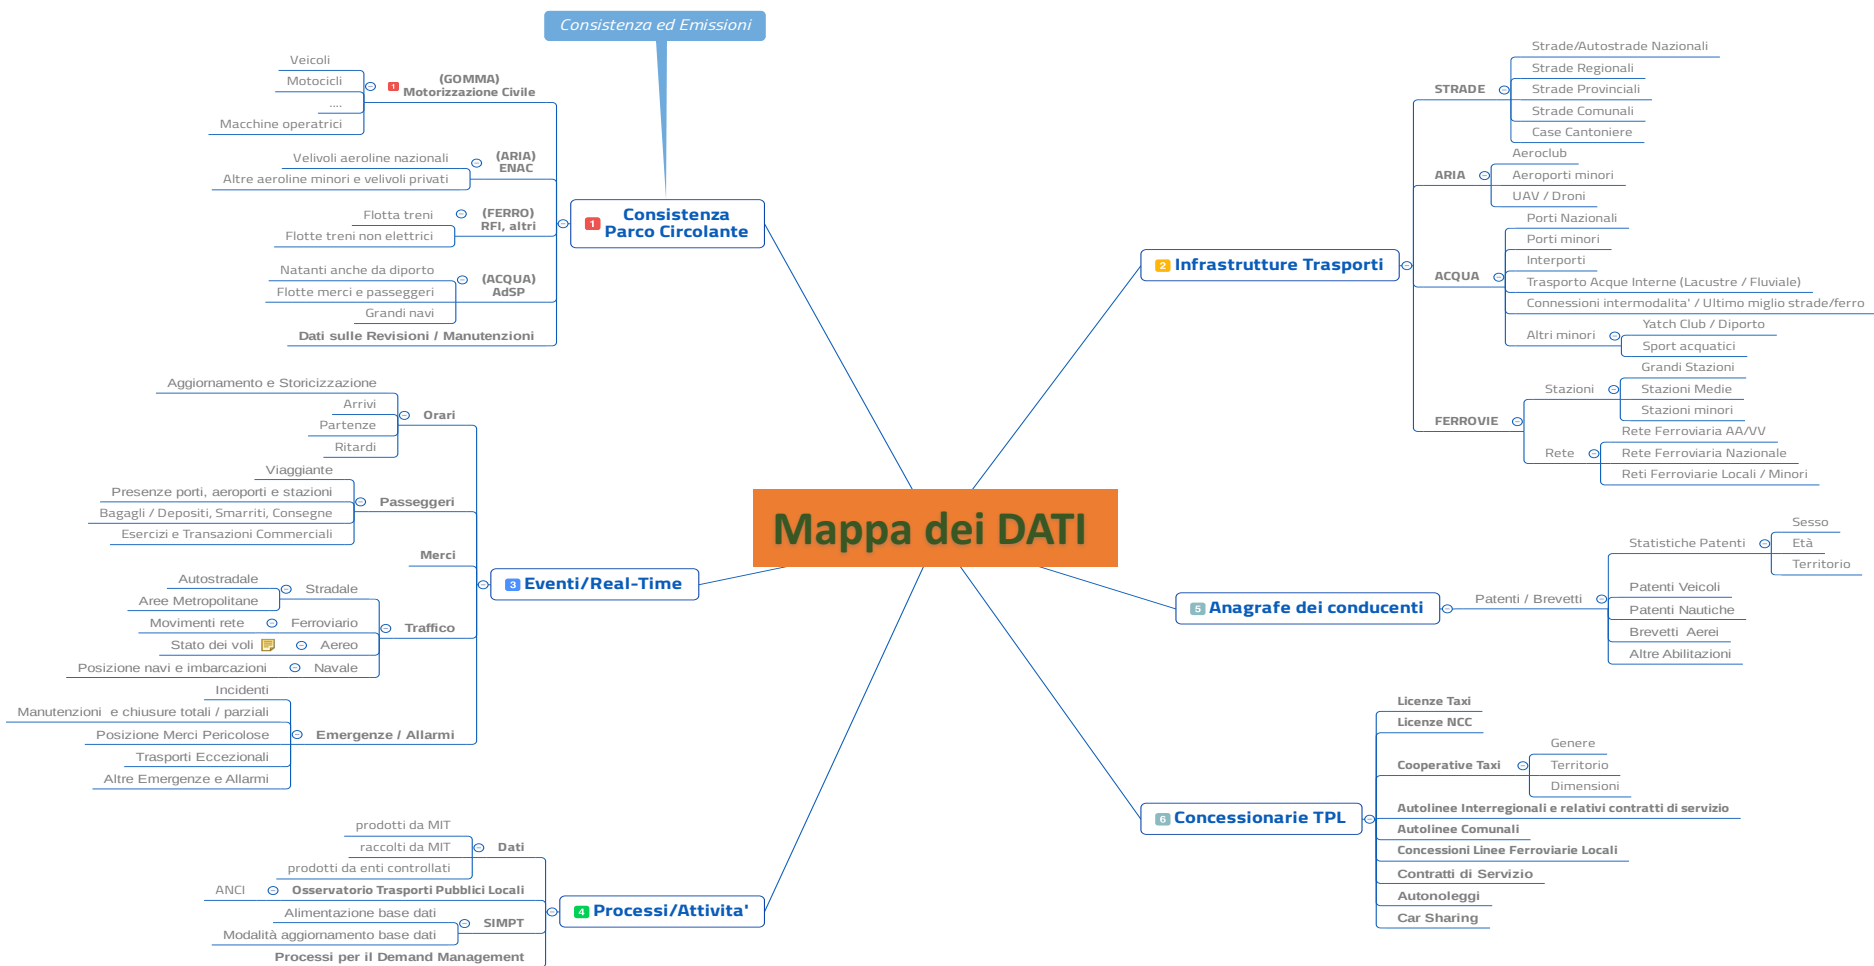 Consistenza ed Emissioni
Mappa dei DATI
1
Consistenza
Parco Circolante
1
(GOMMA)
Motorizzazione Civile
Veicoli
Motocicli
....
Macchine operatrici
(ARIA)
ENAC
Velivoli aeroline nazionali
Altre aeroline minori e velivoli privati
(FERRO)
RFI, altri
Flotta treni
Flotte treni non elettrici
(ACQUA)
AdSP
Natanti anche da diporto
Flotte merci e passeggeri
Grandi navi
Dati sulle Revisioni / Manutenzioni
2 Infrastrutture Trasporti
STRADE
Strade/Autostrade Nazionali
Strade Regionali
Strade Provinciali
Strade Comunali
Case Cantoniere
ARIA
Aeroclub
Aeroporti minori
UAV / Droni
ACQUA
Porti Nazionali
Porti minori
Interporti
Trasporto Acque Interne (Lacustre / Fluviale)
Connessioni intermodalita' / Ultimo miglio strade/ferro
Altri minori
Yatch Club / Diporto
Sport acquatici
FERROVIE
Stazioni
Grandi Stazioni
Stazioni Medie
Stazioni minori
Rete
Rete Ferroviaria AA/VV
Rete Ferroviaria Nazionale
Reti Ferroviarie Locali / Minori
3 Eventi/Real-Time
Orari
Aggiornamento e Storicizzazione
Arrivi
Partenze
Ritardi
Passeggeri
Viaggiante
Presenze porti, aeroporti e stazioni
Bagagli / Depositi, Smarriti, Consegne
Esercizi e Transazioni Commerciali
Merci
Traffico
Stradale
Autostradale
Aree Metropolitane
Ferroviario
Movimenti rete
Aereo
Stato dei voli
Navale
Posizione navi e imbarcazioni
Emergenze / Allarmi
Incidenti
Manutenzioni  e chiusure totali / parziali
Posizione Merci Pericolose
Trasporti Eccezionali
Altre Emergenze e Allarmi
4 Processi/Attivita'
Dati
prodotti da MIT
raccolti da MIT
prodotti da enti controllati
Osservatorio Trasporti Pubblici Locali
ANCI
SIMPT
Alimentazione base dati
Modalità aggiornamento base dati
Processi per il Demand Management
5 Anagrafe dei conducenti
Patenti / Brevetti
Statistiche Patenti
Sesso
Età
Territorio
Patenti Veicoli
Patenti Nautiche
Brevetti  Aerei
Altre Abilitazioni
6 Concessionarie TPL
Licenze Taxi
Licenze NCC
Cooperative Taxi
Genere
Territorio
Dimensioni
Autolinee Interregionali e relativi contratti di servizio
Autolinee Comunali
Concessioni Linee Ferroviarie Locali
Contratti di Servizio
Autonoleggi
Car Sharing